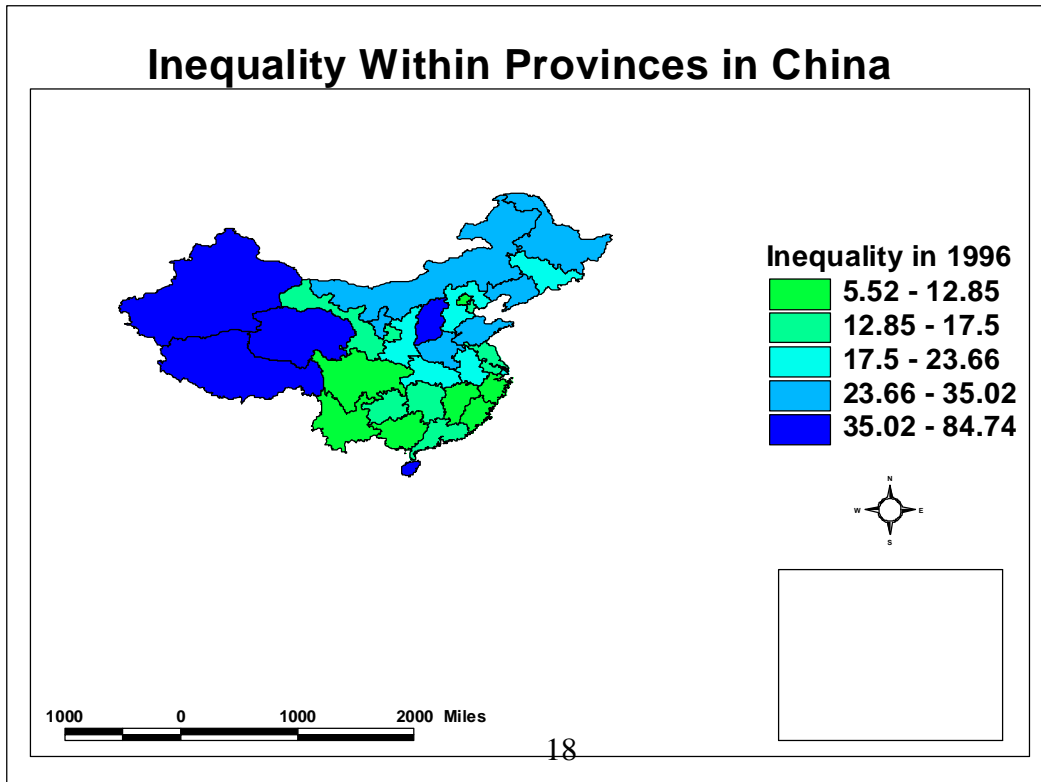 Inequality Within Provinces in China
Inequality in 1996
5.52 - 12.85
12.85 - 17.5
17.5 - 23.66
23.66 - 35.02
35.02 - 84.74
N
W E
S
1000 0 1000 2000 Miles
18